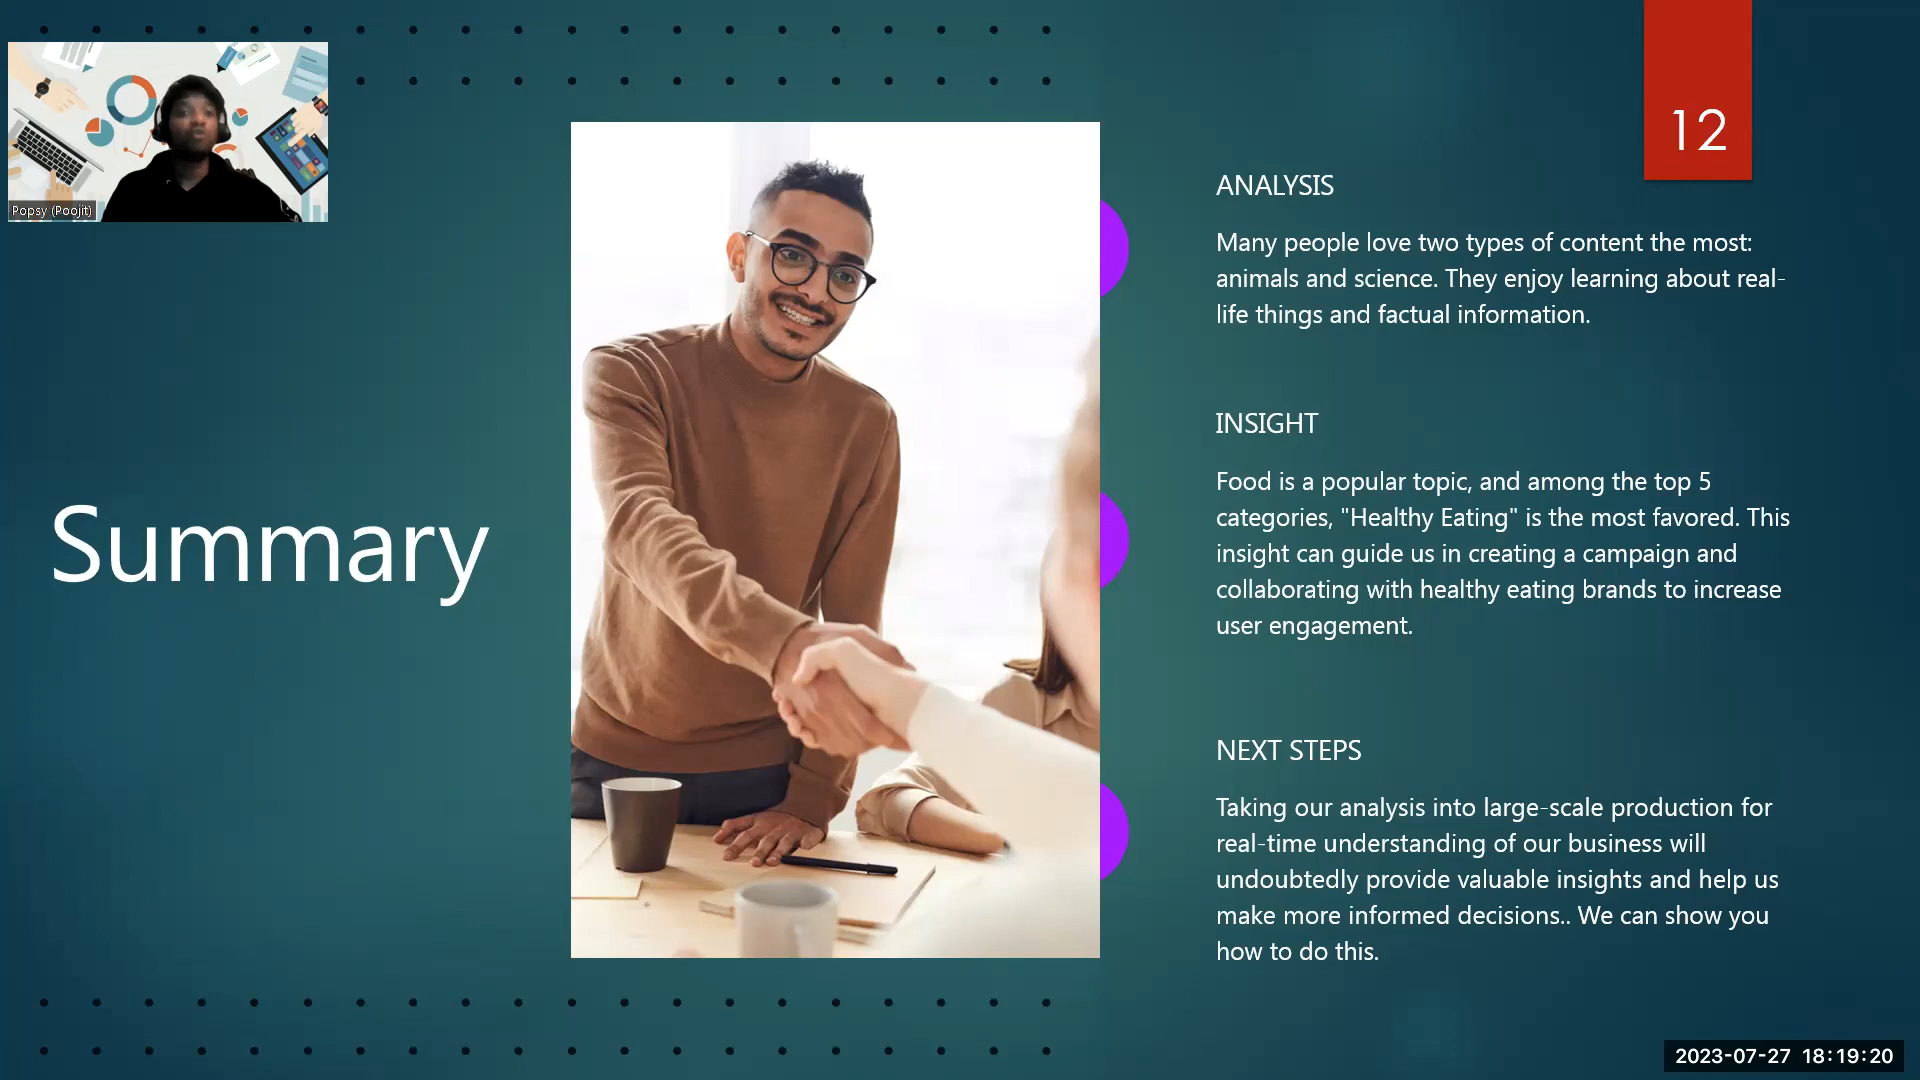 Popsy (Poojit)
12
Summary
ANALYSIS
Many people love two types of content the most:
animals and science. They enjoy learning about real-
life things and factual information.
INSIGHT
Food is a popular topic, and among the top 5
categories, "Healthy Eating" is the most favored. This
insight can guide us in creating a campaign and
collaborating with healthy eating brands to increase
user engagement.
NEXT STEPS
Taking our analysis into large-scale production for
real-time understanding of our business will
undoubtedly provide valuable insights and help us
make more informed decisions.. We can show you
how to do this.
2023-07-27 18:19:20